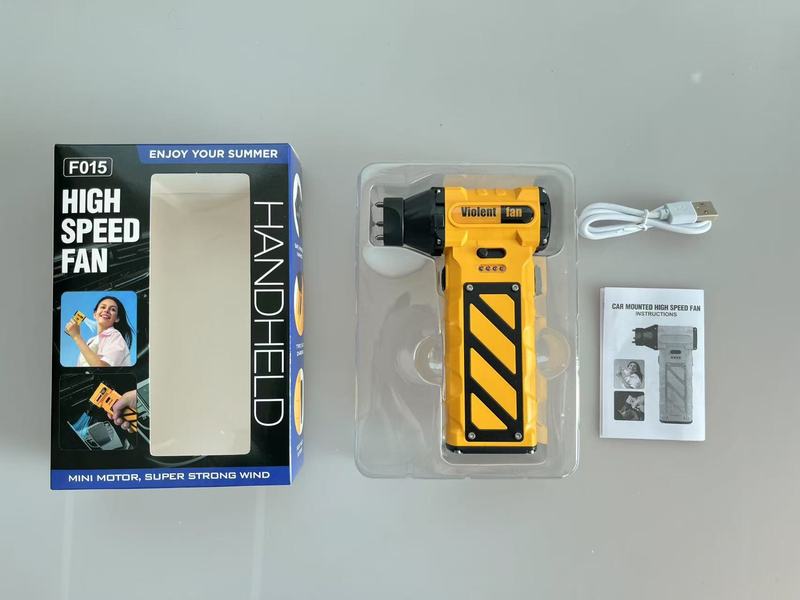 F015
ENJOY YOUR SUMMER
HIGH
SPEED
FAN
HANDHELD
MINI MOTOR, SUPER STRONG WIND
Violent fan
CAR MOUNTED HIGH SPEED FAN
INSTRUCTIONS